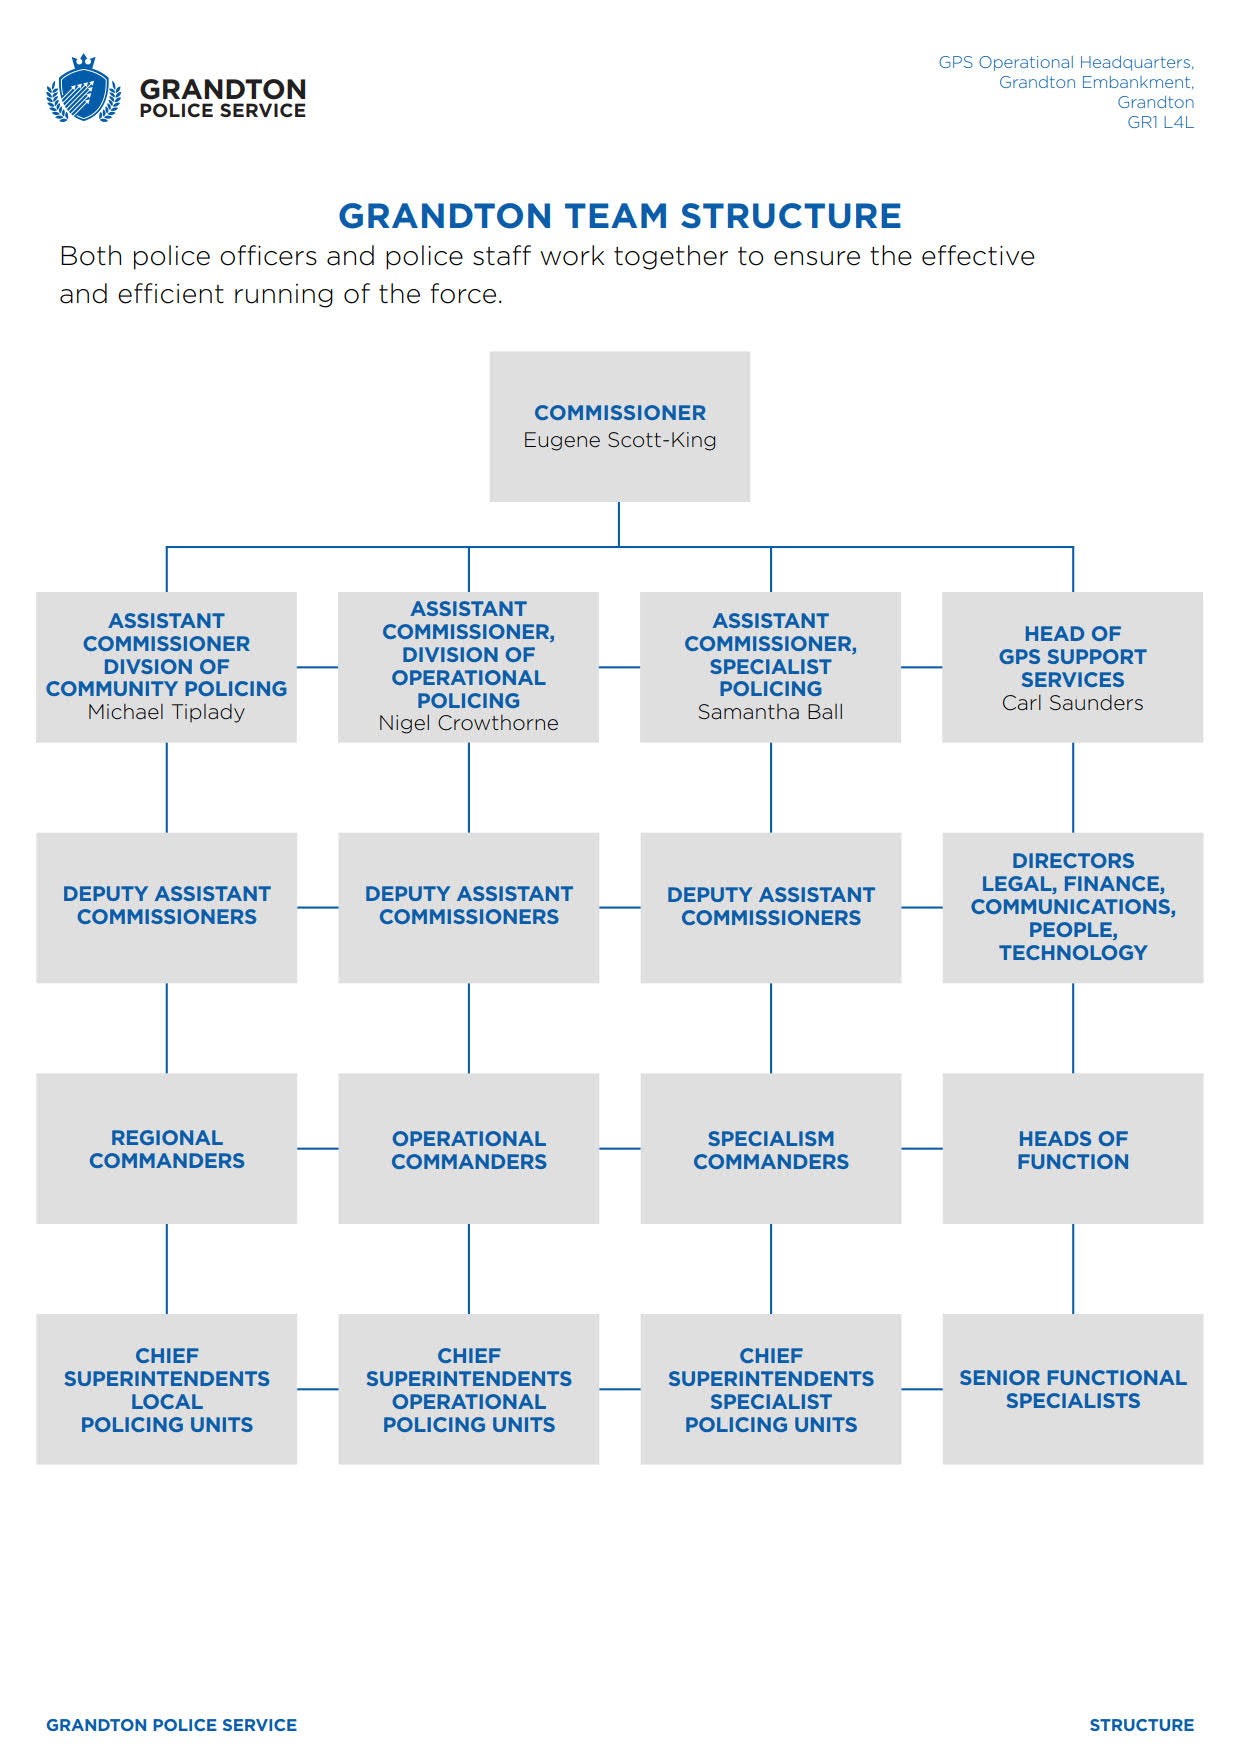 GRANDTON
POLICE SERVICE
GPS Operational Headquarters,
Grandton Embankment,
Grandton
GR1 L4L
GRANDTON TEAM STRUCTURE
Both police officers and police staff work together to ensure the effective
and efficient running of the force.
COMMISSIONER
Eugene Scott-King
ASSISTANT
COMMISSIONER
DIVSION OF
COMMUNITY POLICING
Michael Tiplady
ASSISTANT
COMMISSIONER,
DIVISION OF
OPERATIONAL
POLICING
Nigel Crowthorne
ASSISTANT
COMMISSIONER,
SPECIALIST
POLICING
Samantha Ball
HEAD OF
GPS SUPPORT
SERVICES
Carl Saunders
DEPUTY ASSISTANT
COMMISSIONERS
DEPUTY ASSISTANT
COMMISSIONERS
DEPUTY ASSISTANT
COMMISSIONERS
DIRECTORS
LEGAL, FINANCE,
COMMUNICATIONS,
PEOPLE,
TECHNOLOGY
REGIONAL
COMMANDERS
OPERATIONAL
COMMANDERS
SPECIALISM
COMMANDERS
HEADS OF
FUNCTION
CHIEF
SUPERINTENDENTS
LOCAL
POLICING UNITS
CHIEF
SUPERINTENDENTS
OPERATIONAL
POLICING UNITS
CHIEF
SUPERINTENDENTS
SPECIALIST
POLICING UNITS
SENIOR FUNCTIONAL
SPECIALISTS
GRANDTON POLICE SERVICE
STRUCTURE